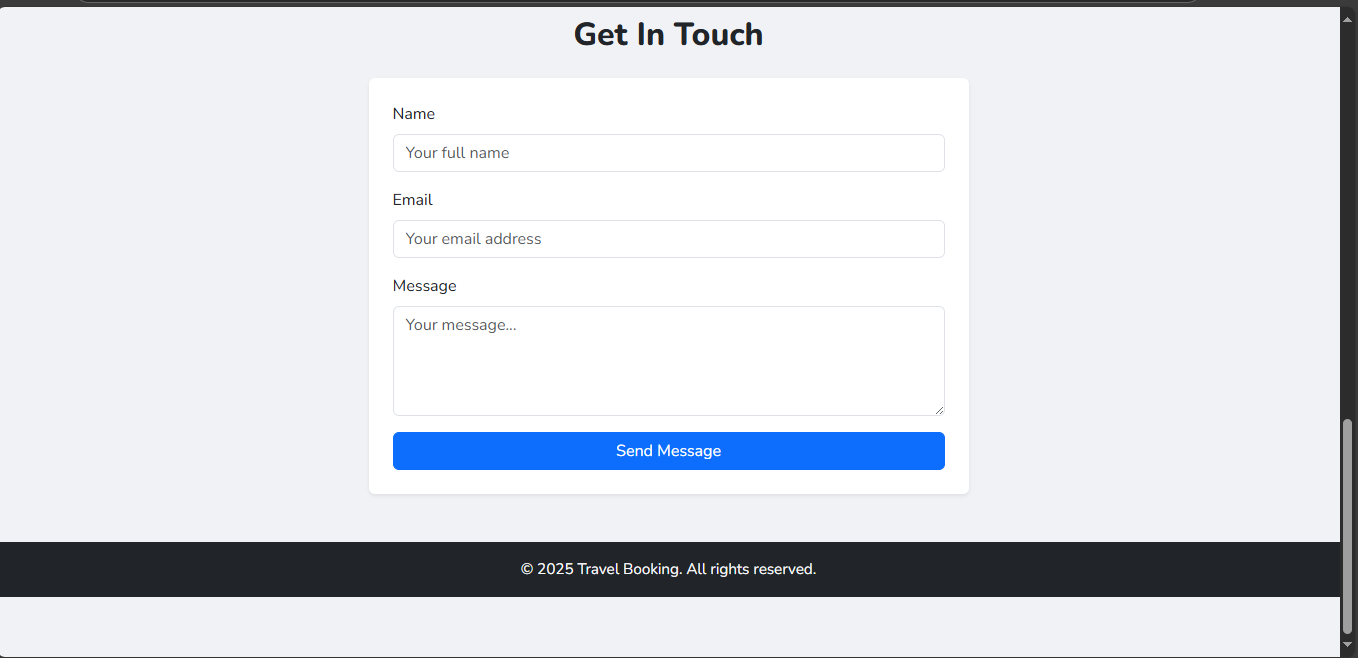 Get In Touch
Name
Your full name
Email
Your email address
Message
Your message...
Send Message
© 2025 Travel Booking. All rights reserved.